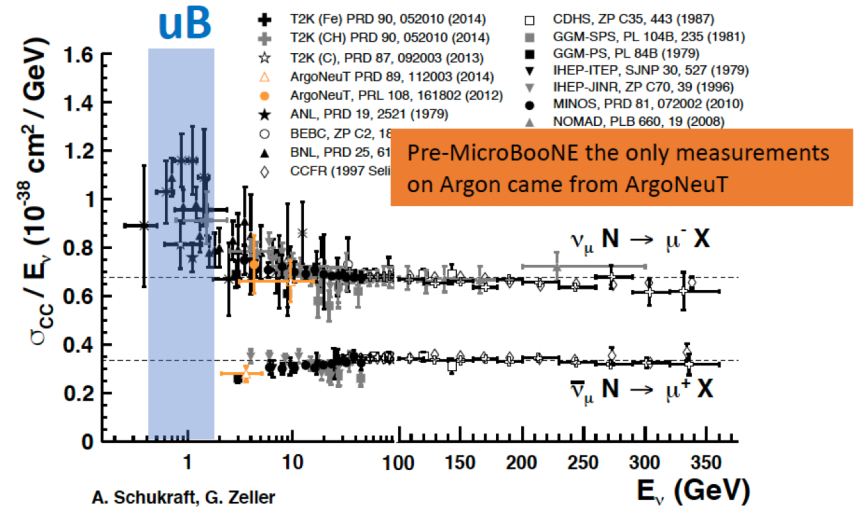 uB
T2K (Fe) PRD 90, 052010 (2014)
T2K (CH) PRD 90, 052010 (2014)
T2K (C), PRD 87, 092003 (2013)
ArgoNeuT PRD 89, 112003 (2014)
ArgoNeuT, PRL 108, 161802 (2012)
ANL, PRD 19, 2521 (1979)
BEBC, ZP C2, 18
BNL, PRD 25, 61
CCFR (1997 Seli
CDHS, ZP C35, 443 (1987)
GGM-SPS, PL 104B, 235 (1981)
GGM-PS, PL 84B (1979)
IHEP-ITEP, SJNP 30, 527 (1979)
IHEP-JINR, ZP C70, 39 (1996)
MINOS, PRD 81, 072002 (2010)
NOMAD, PLB 660, 19 (2008)
Pre-MicroBooNE the only measurements
on Argon came from ArgoNeuT
σCC / Eν (10⁻³⁸ cm² / GeV)
1.6
1.4
1.2
1
0.8
0.6
0.4
0.2
0
νμ N → μ⁻ X
ν̄μ N → μ⁺ X
1 10 100 150 200 250 300 350
Eν (GeV)
A. Schukraft, G. Zeller